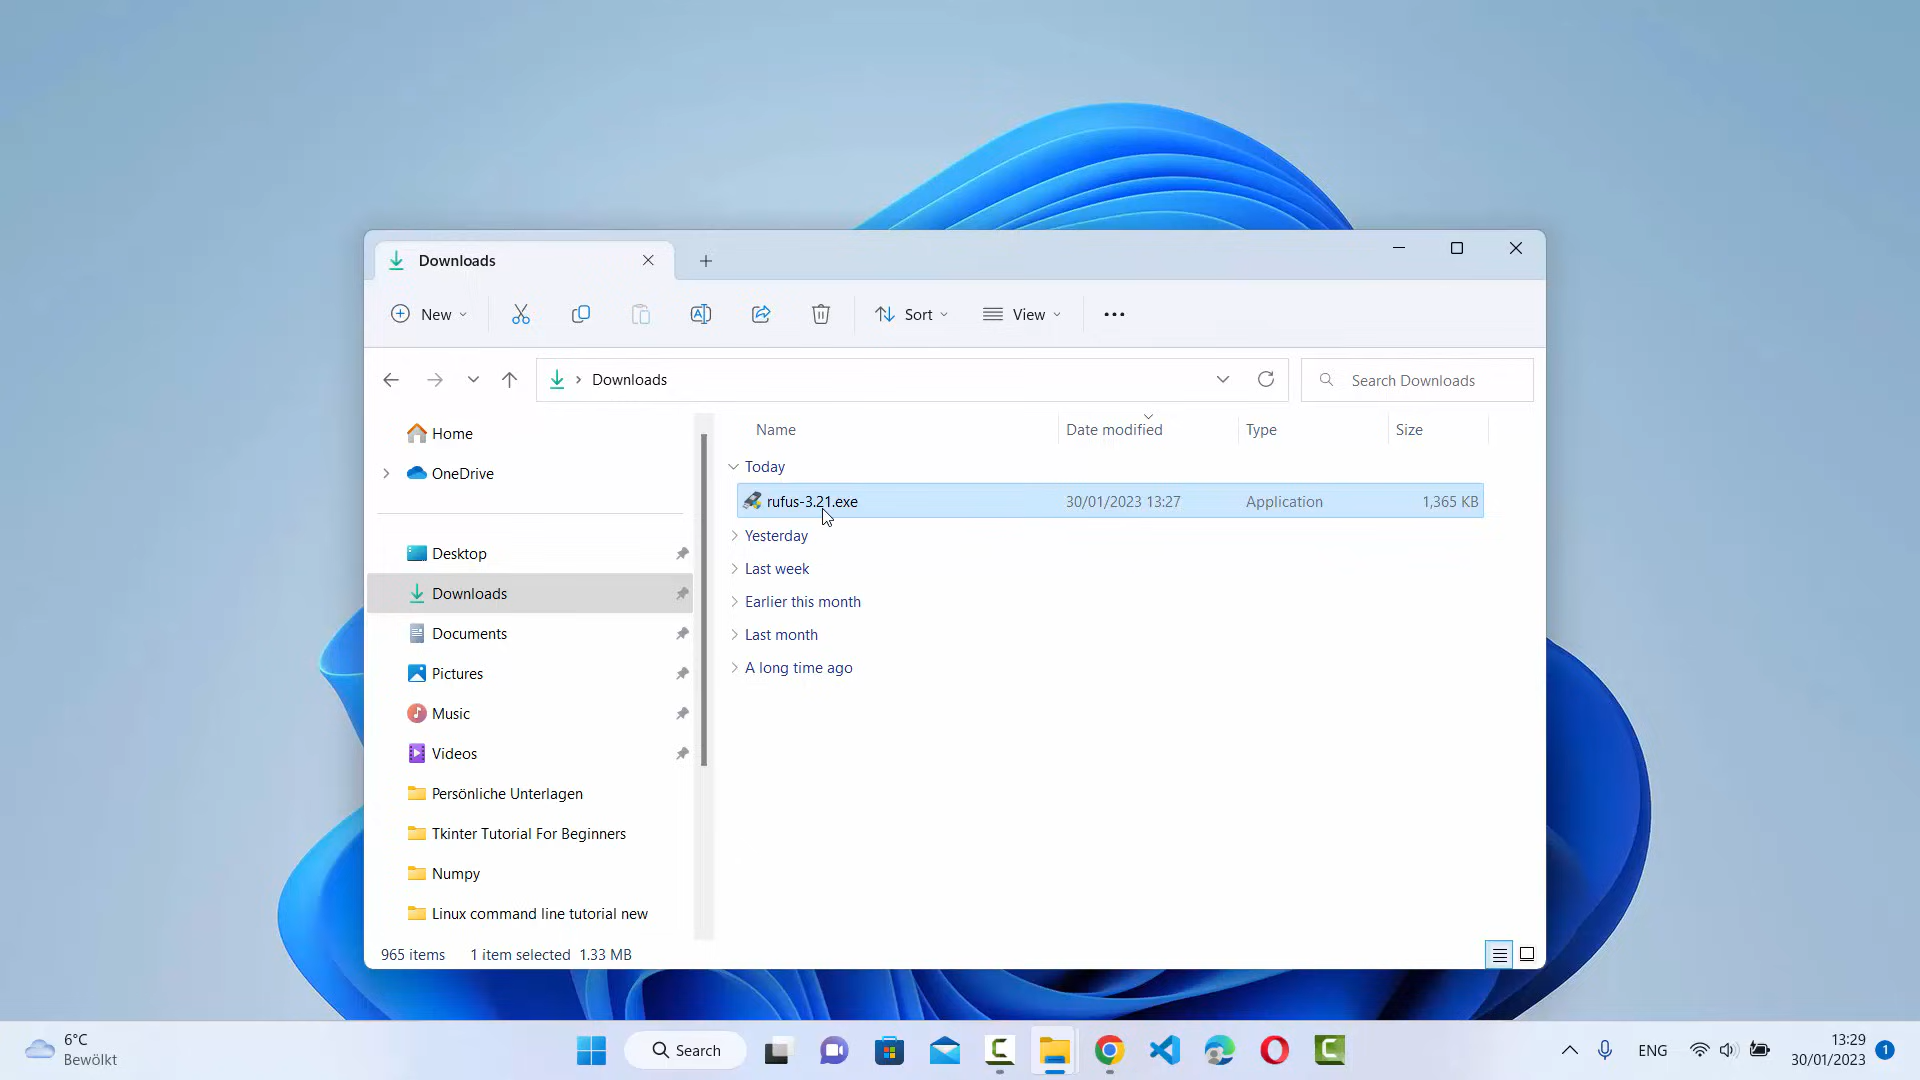 Downloads
New
Sort
View
Downloads
Search Downloads
Home
OneDrive
Desktop
Downloads
Documents
Pictures
Music
Videos
Persönliche Unterlagen
Tkinter Tutorial For Beginners
Numpy
Linux command line tutorial new
Name Date modified Type Size
Today
rufus-3.21.exe 30/01/2023 13:27 Application 1,365 KB
Yesterday
Last week
Earlier this month
Last month
A long time ago
965 items 1 item selected 1.33 MB
6°C
Bewölkt
Search
ENG
13:29
30/01/2023
1